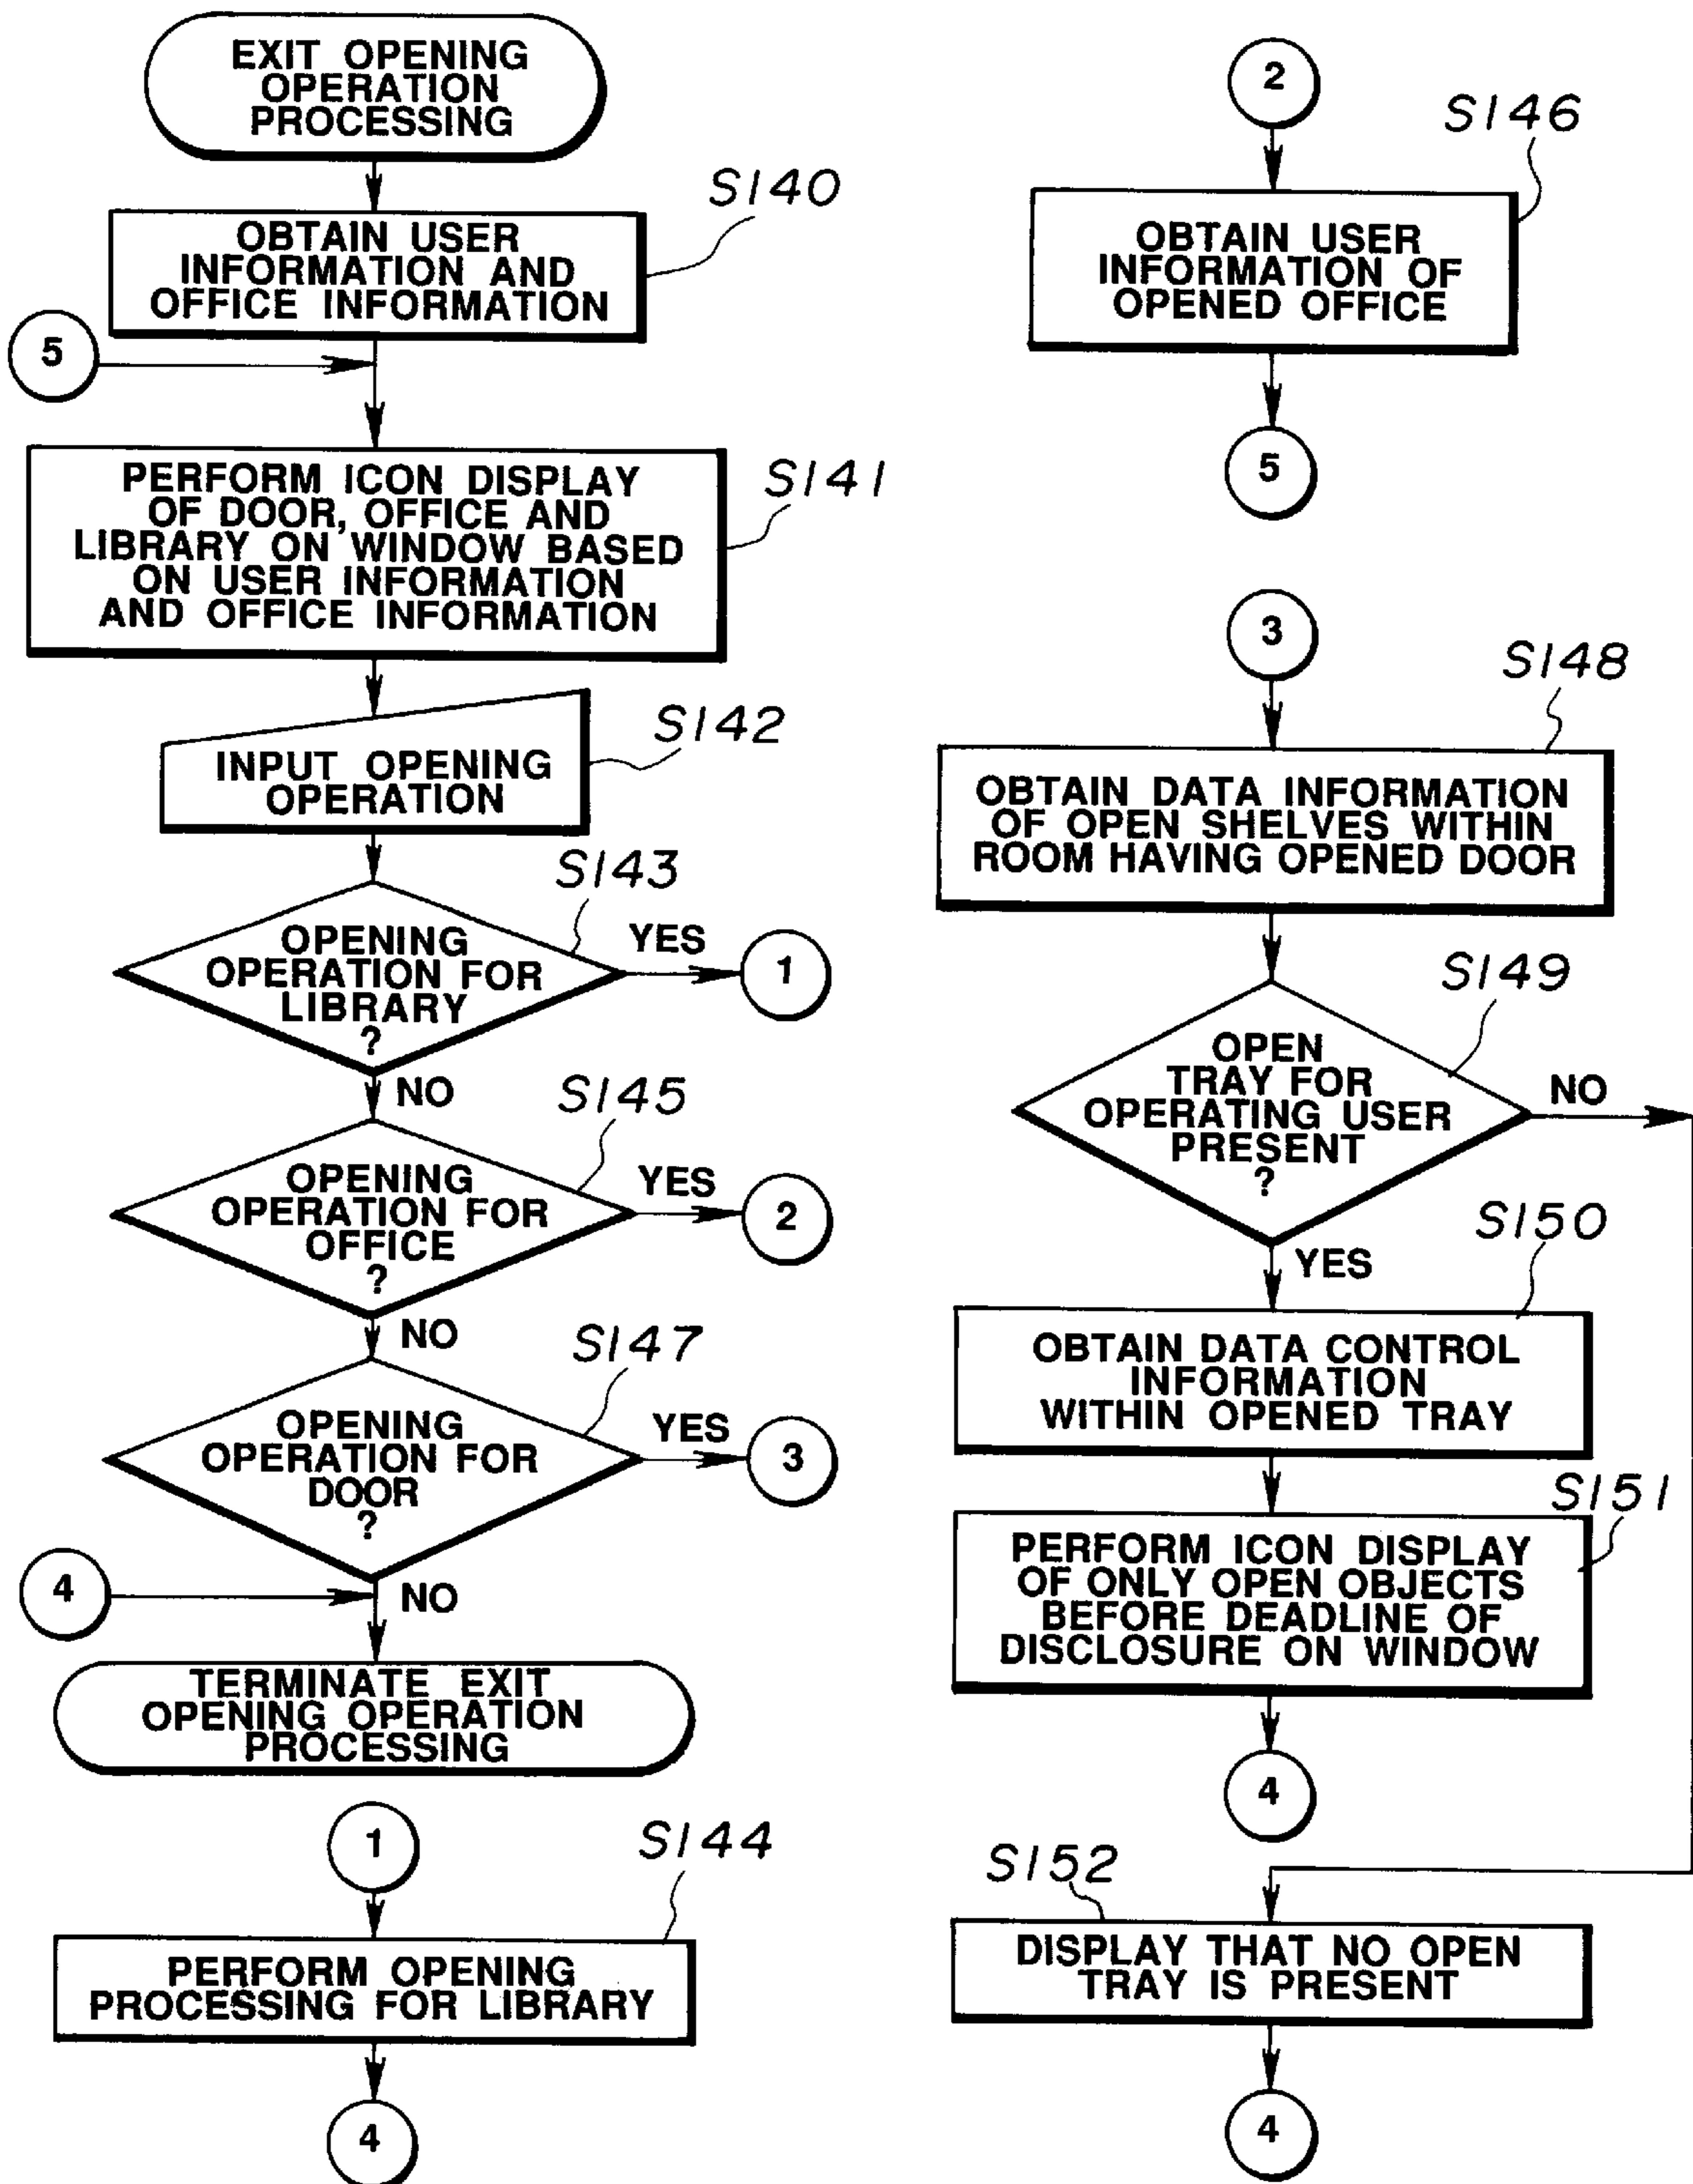 EXIT OPENING
OPERATION
PROCESSING
S140
OBTAIN USER
INFORMATION AND
OFFICE INFORMATION
5
S141
PERFORM ICON DISPLAY
OF DOOR, OFFICE AND
LIBRARY ON WINDOW BASED
ON USER INFORMATION
AND OFFICE INFORMATION
S142
INPUT OPENING
OPERATION
S143
OPENING
OPERATION FOR
LIBRARY
?
YES
1
NO
S145
OPENING
OPERATION FOR
OFFICE
?
YES
2
NO
S147
OPENING
OPERATION FOR
DOOR
?
YES
3
4
NO
TERMINATE EXIT
OPENING OPERATION
PROCESSING
1
S144
PERFORM OPENING
PROCESSING FOR LIBRARY
4
2
S146
OBTAIN USER
INFORMATION OF
OPENED OFFICE
5
3
S148
OBTAIN DATA INFORMATION
OF OPEN SHELVES WITHIN
ROOM HAVING OPENED DOOR
S149
OPEN
TRAY FOR
OPERATING USER
PRESENT
?
NO
YES
S150
OBTAIN DATA CONTROL
INFORMATION
WITHIN OPENED TRAY
S151
PERFORM ICON DISPLAY
OF ONLY OPEN OBJECTS
BEFORE DEADLINE OF
DISCLOSURE ON WINDOW
4
S152
DISPLAY THAT NO OPEN
TRAY IS PRESENT
4